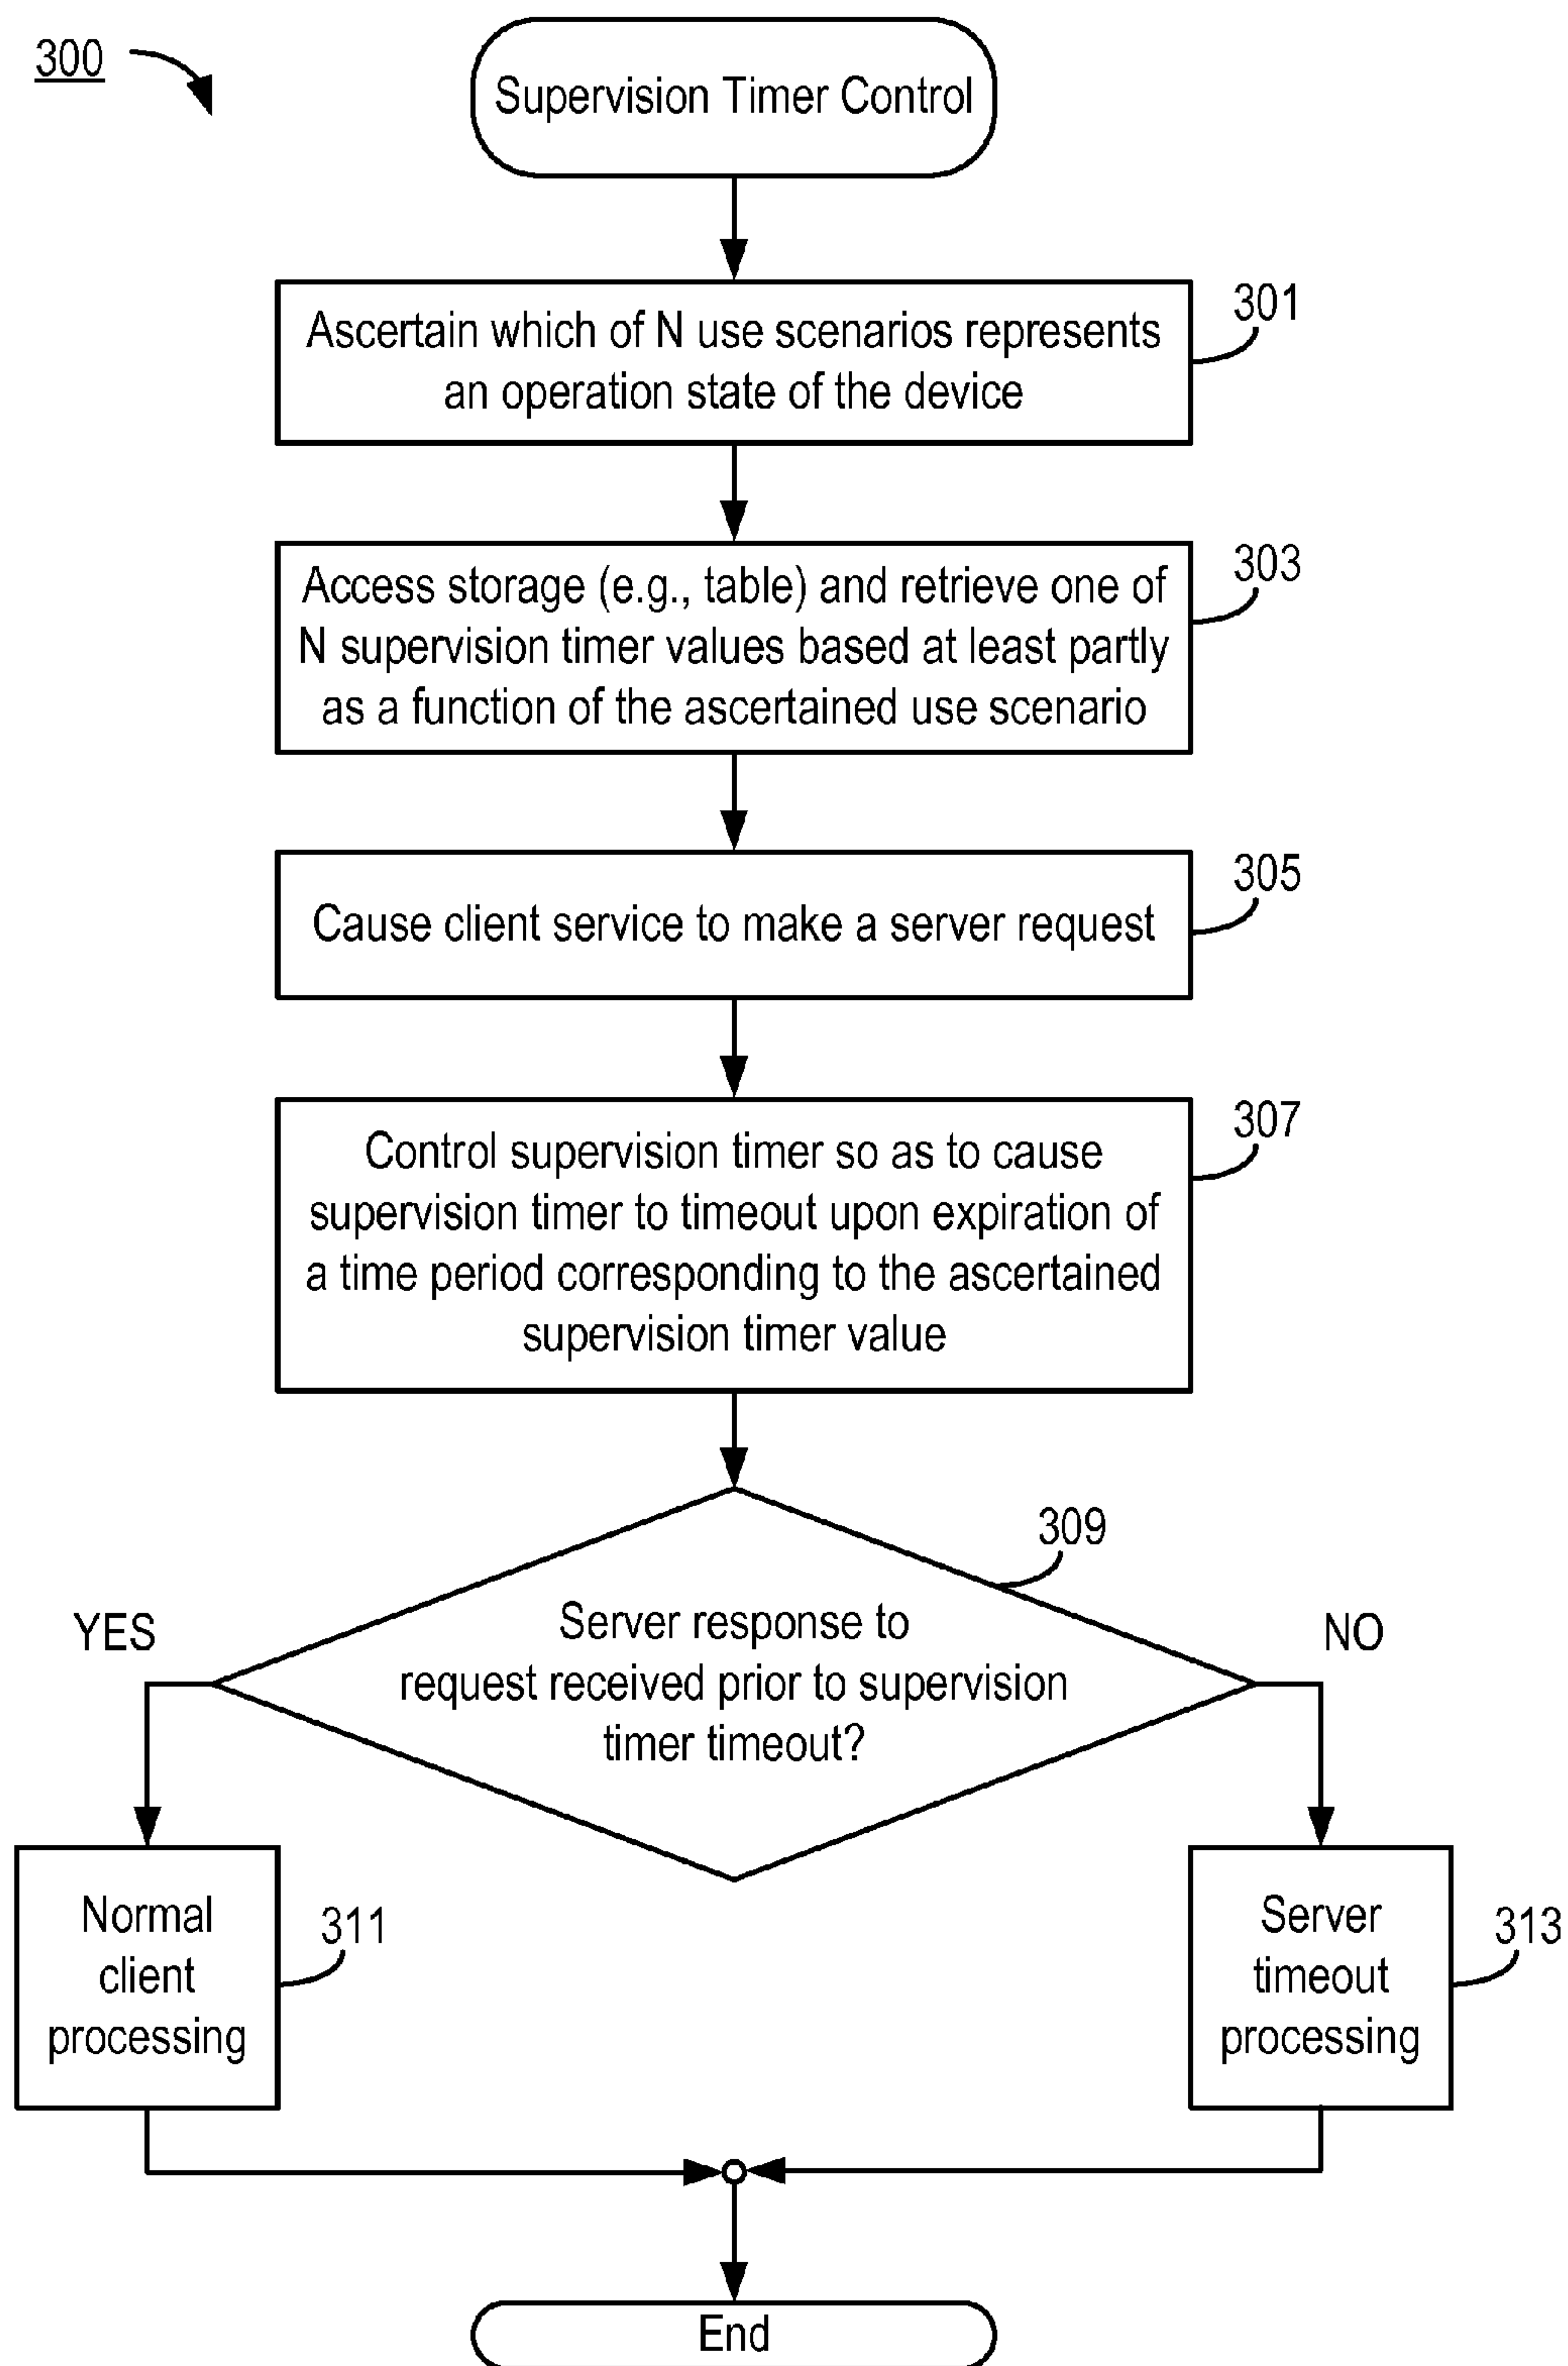 300
Supervision Timer Control
301
Ascertain which of N use scenarios represents
an operation state of the device
303
Access storage (e.g., table) and retrieve one of
N supervision timer values based at least partly
as a function of the ascertained use scenario
305
Cause client service to make a server request
307
Control supervision timer so as to cause
supervision timer to timeout upon expiration of
a time period corresponding to the ascertained
supervision timer value
309
Server response to
request received prior to supervision
timer timeout?
YES
NO
Normal
client
processing
311
Server
timeout
processing
313
End